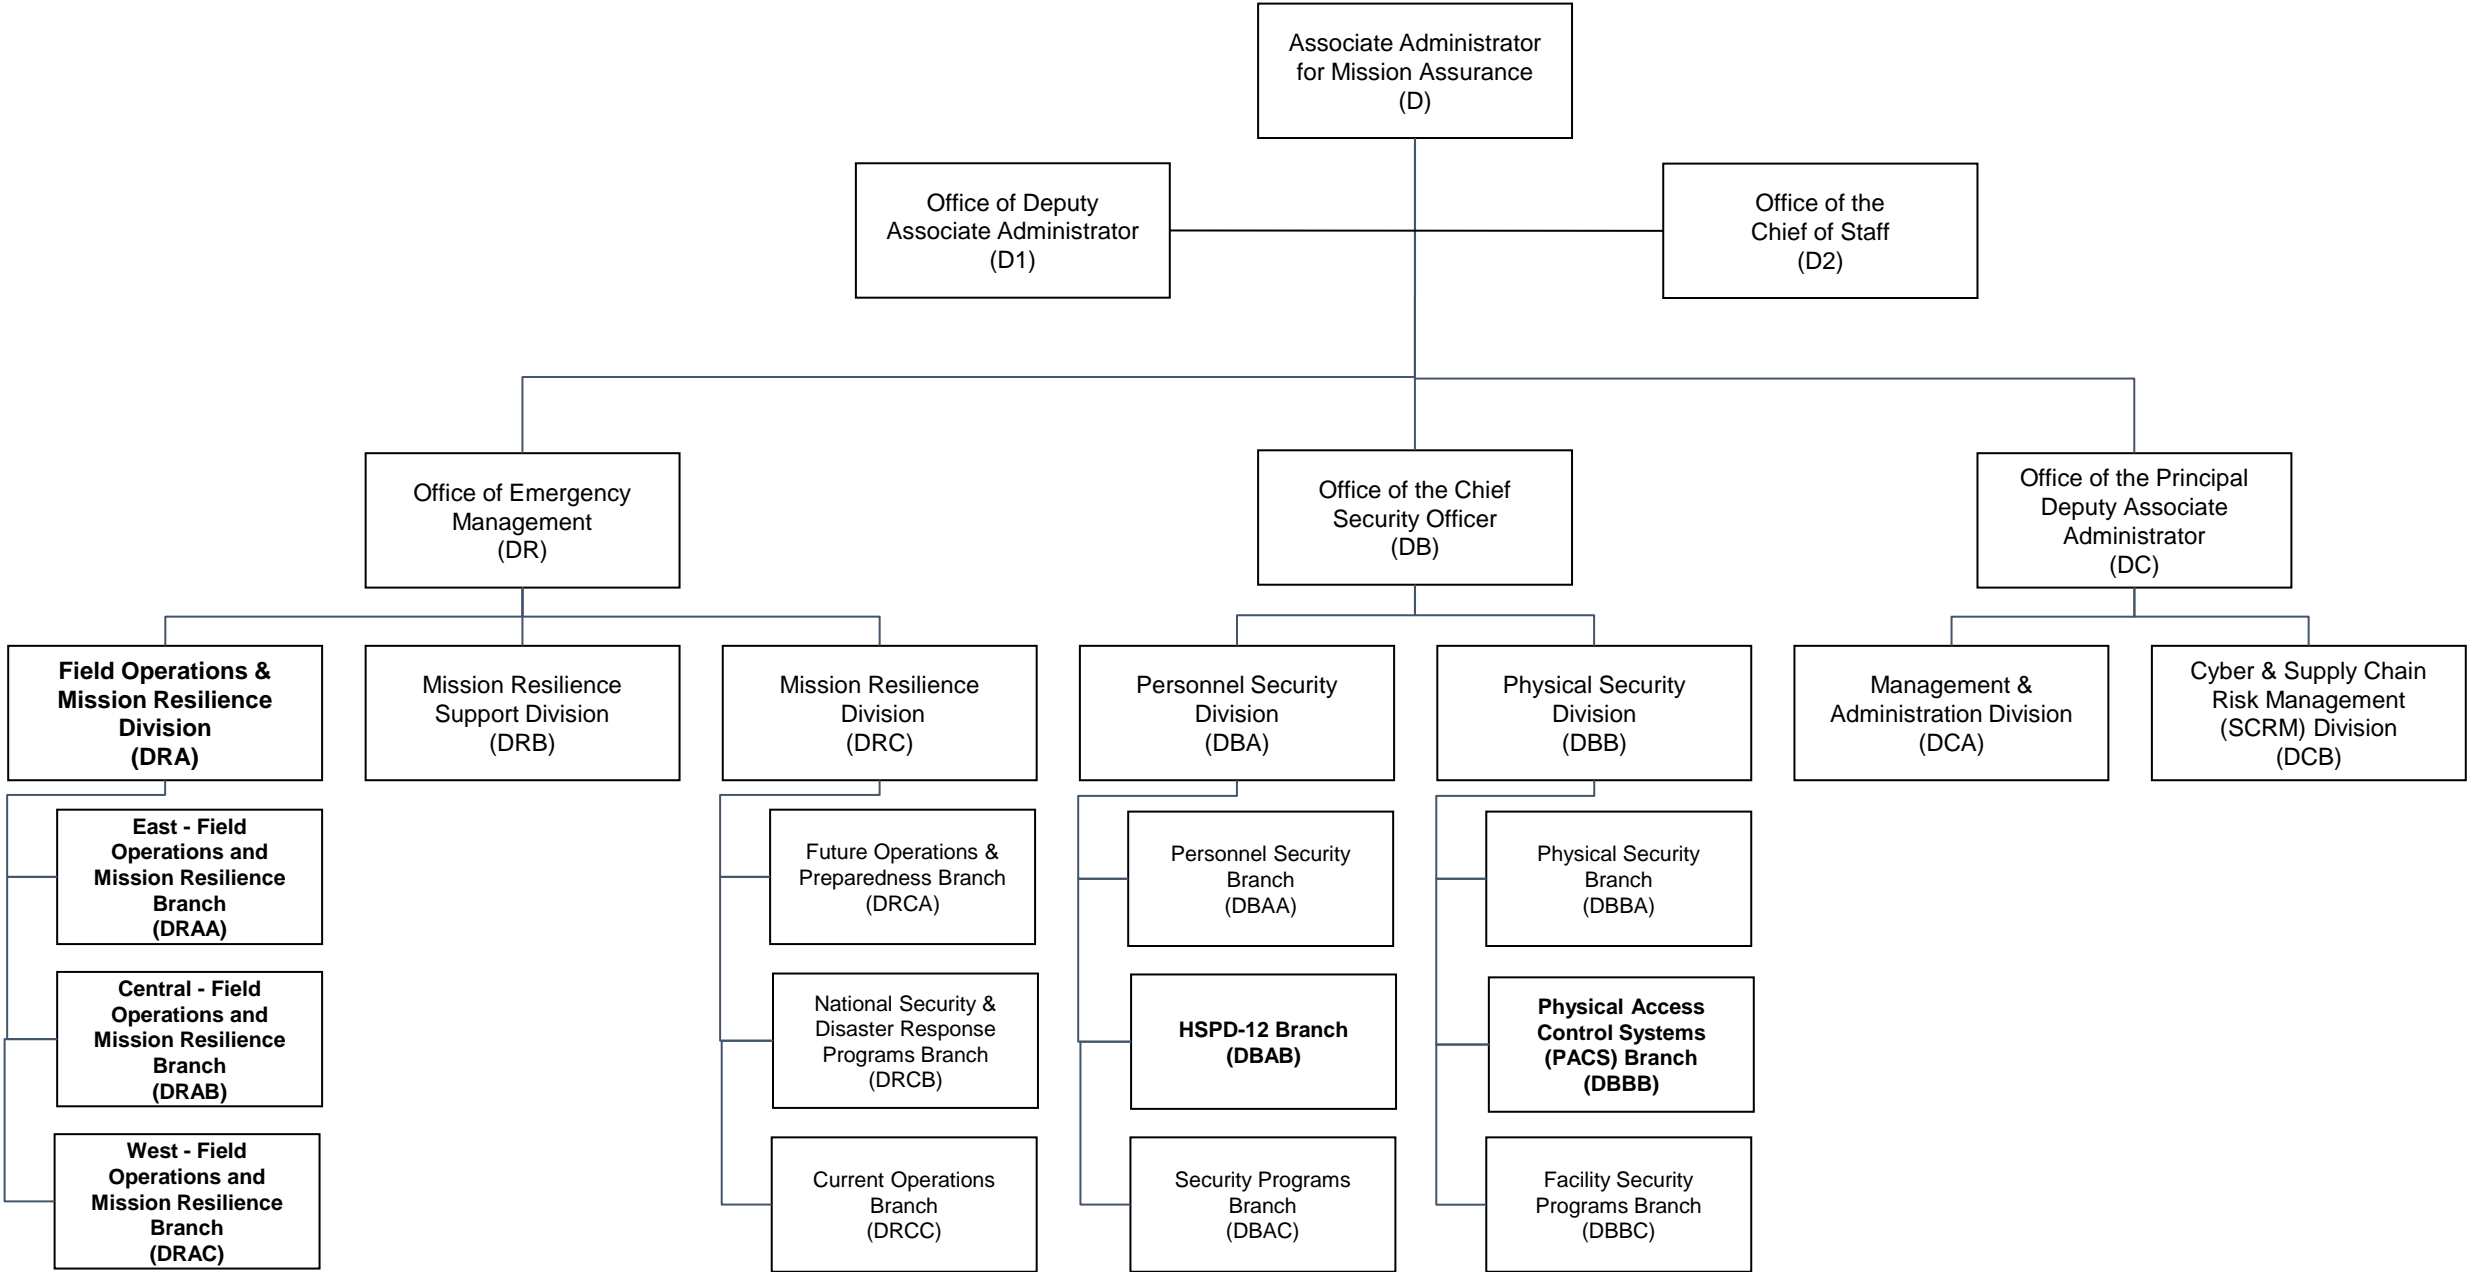 Associate Administrator
for Mission Assurance
(D)
Office of Deputy
Associate Administrator
(D1)
Office of the
Chief of Staff
(D2)
Office of Emergency
Management
(DR)
Office of the Chief
Security Officer
(DB)
Office of the Principal
Deputy Associate
Administrator
(DC)
Field Operations &
Mission Resilience
Division
(DRA)
Mission Resilience
Support Division
(DRB)
Mission Resilience
Division
(DRC)
Personnel Security
Division
(DBA)
Physical Security
Division
(DBB)
Management &
Administration Division
(DCA)
Cyber & Supply Chain
Risk Management
(SCRM) Division
(DCB)
East - Field
Operations and
Mission Resilience
Branch
(DRAA)
Future Operations &
Preparedness Branch
(DRCA)
Personnel Security
Branch
(DBAA)
Physical Security
Branch
(DBBA)
Central - Field
Operations and
Mission Resilience
Branch
(DRAB)
National Security &
Disaster Response
Programs Branch
(DRCB)
HSPD-12 Branch
(DBAB)
Physical Access
Control Systems
(PACS) Branch
(DBBB)
West - Field
Operations and
Mission Resilience
Branch
(DRAC)
Current Operations
Branch
(DRCC)
Security Programs
Branch
(DBAC)
Facility Security
Programs Branch
(DBBC)